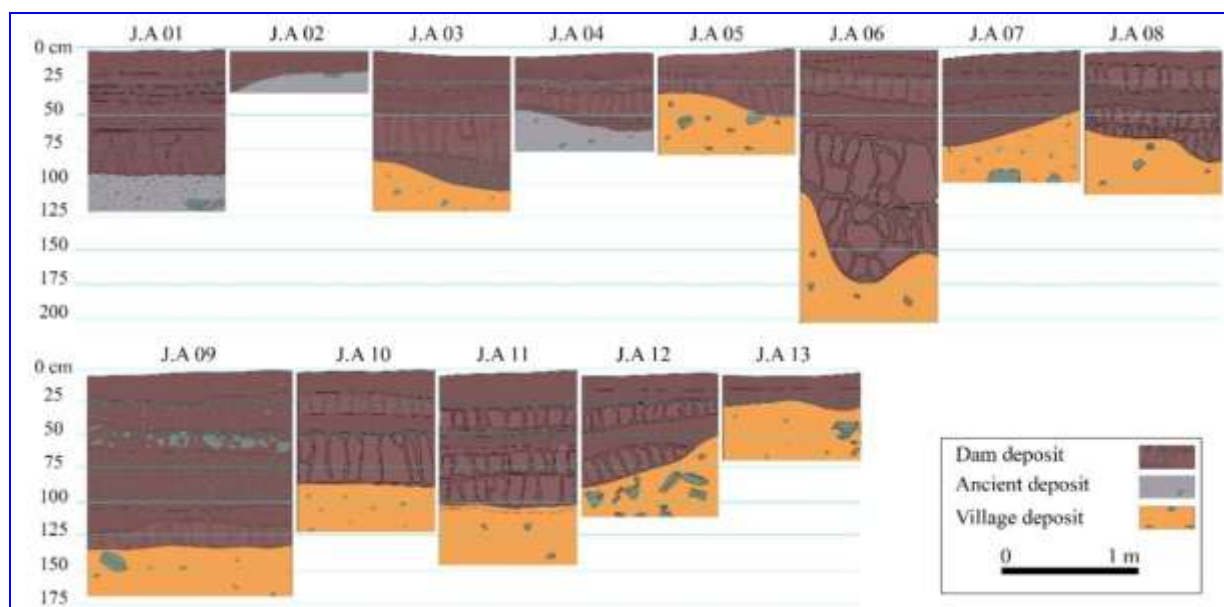 J.A 01 J.A 02 J.A 03 J.A 04 J.A 05 J.A 06 J.A 07 J.A 08
0 cm
25
50
75
100
125
150
175
200
J.A 09 J.A 10 J.A 11 J.A 12 J.A 13
0 cm
25
50
75
100
125
150
175
Dam deposit
Ancient deposit
Village deposit
0 1 m